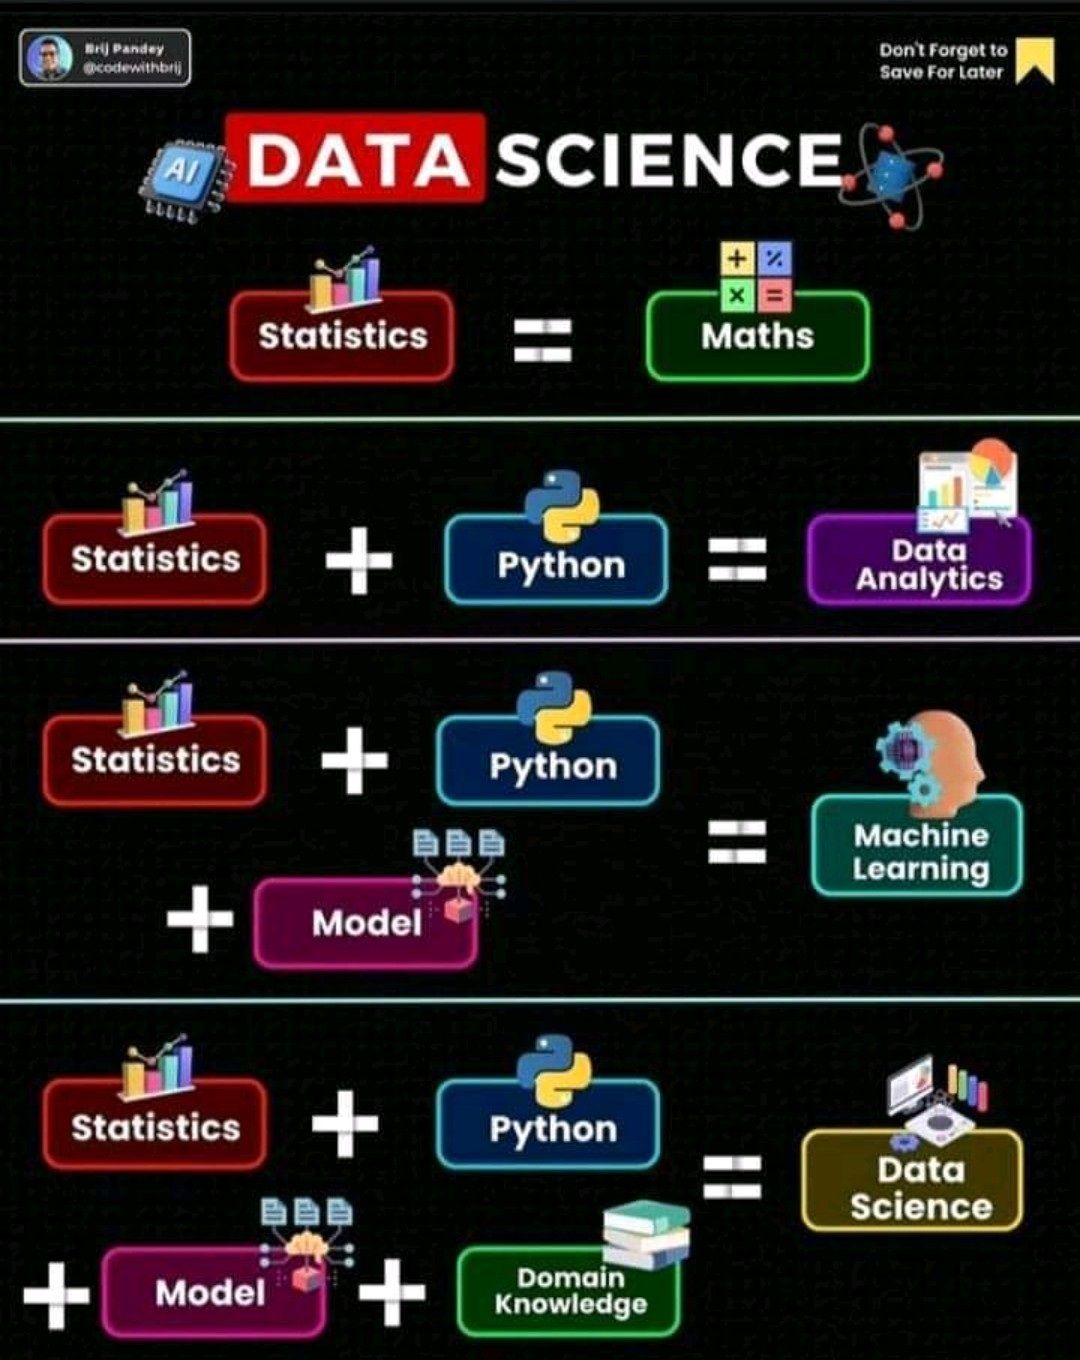 Brij Pandey
@codewithbrij
Don't Forget to
Save For Later
AI
DATA SCIENCE
+ %
× =
Statistics = Maths
Statistics + Python = Data
Analytics
Statistics + Python
= Machine
Learning
+ Model
Statistics + Python
= Data
Science
+ Model + Domain
Knowledge